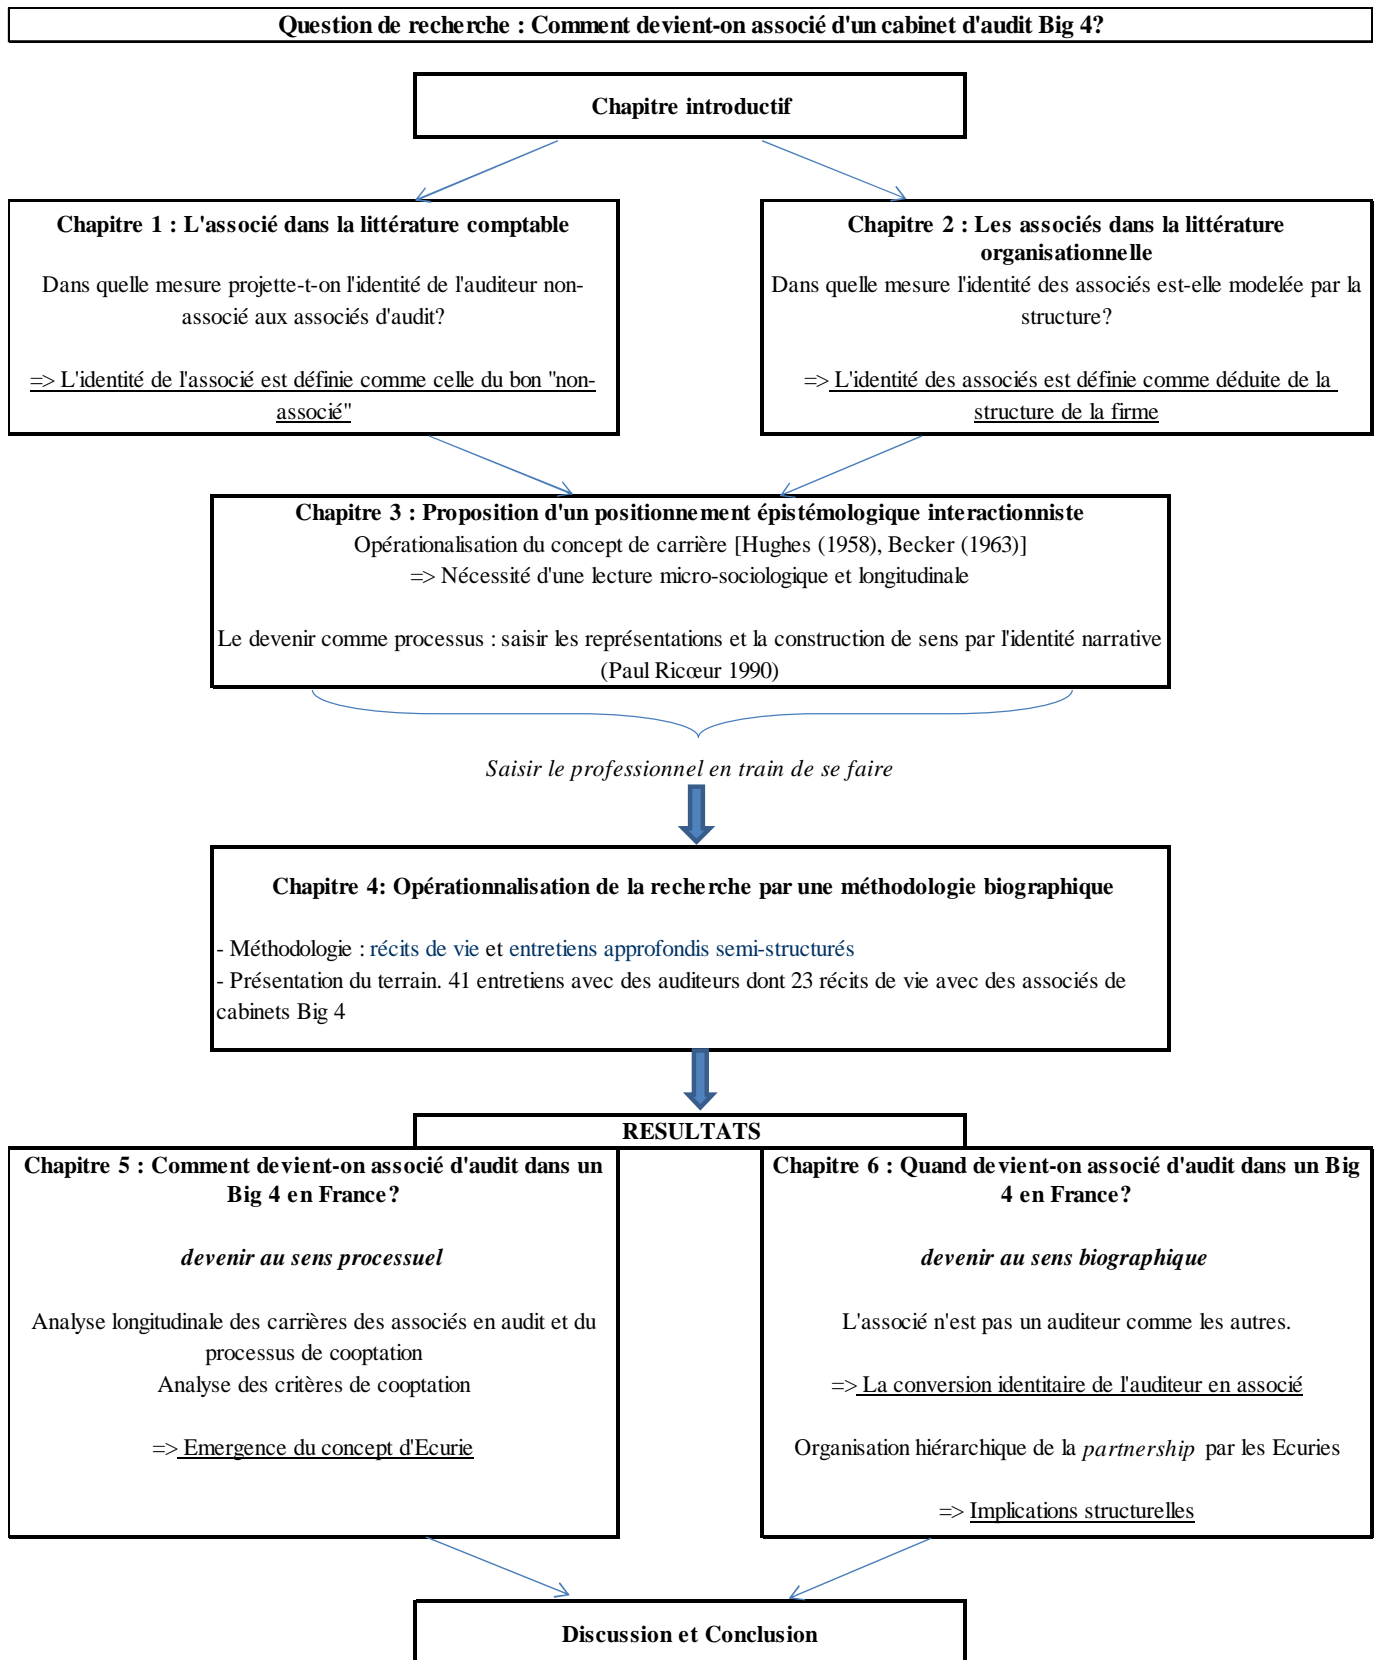 Question de recherche : Comment devient-on associé d'un cabinet d'audit Big 4?
Chapitre introductif
Chapitre 1 : L'associé dans la littérature comptable
Dans quelle mesure projette-t-on l'identité de l'auditeur non-
associé aux associés d'audit?
=> L'identité de l'associé est définie comme celle du bon "non-
associé"
Chapitre 2 : Les associés dans la littérature
organisationnelle
Dans quelle mesure l'identité des associés est-elle modelée par la
structure?
=> L'identité des associés est définie comme déduite de la
structure de la firme
Chapitre 3 : Proposition d'un positionnement épistémologique interactionniste
Opérationalisation du concept de carrière [Hughes (1958), Becker (1963)]
=> Nécessité d'une lecture micro-sociologique et longitudinale
Le devenir comme processus : saisir les représentations et la construction de sens par l'identité narrative
(Paul Ricœur 1990)
Saisir le professionnel en train de se faire
Chapitre 4: Opérationnalisation de la recherche par une méthodologie biographique
- Méthodologie : récits de vie et entretiens approfondis semi-structurés
- Présentation du terrain. 41 entretiens avec des auditeurs dont 23 récits de vie avec des associés de
cabinets Big 4
RESULTATS
Chapitre 5 : Comment devient-on associé d'audit dans un
Big 4 en France?
devenir au sens processuel
Analyse longitudinale des carrières des associés en audit et du
processus de cooptation
Analyse des critères de cooptation
=> Emergence du concept d'Ecurie
Chapitre 6 : Quand devient-on associé d'audit dans un Big
4 en France?
devenir au sens biographique
L'associé n'est pas un auditeur comme les autres.
=> La conversion identitaire de l'auditeur en associé
Organisation hiérarchique de la partnership par les Ecuries
=> Implications structurelles
Discussion et Conclusion